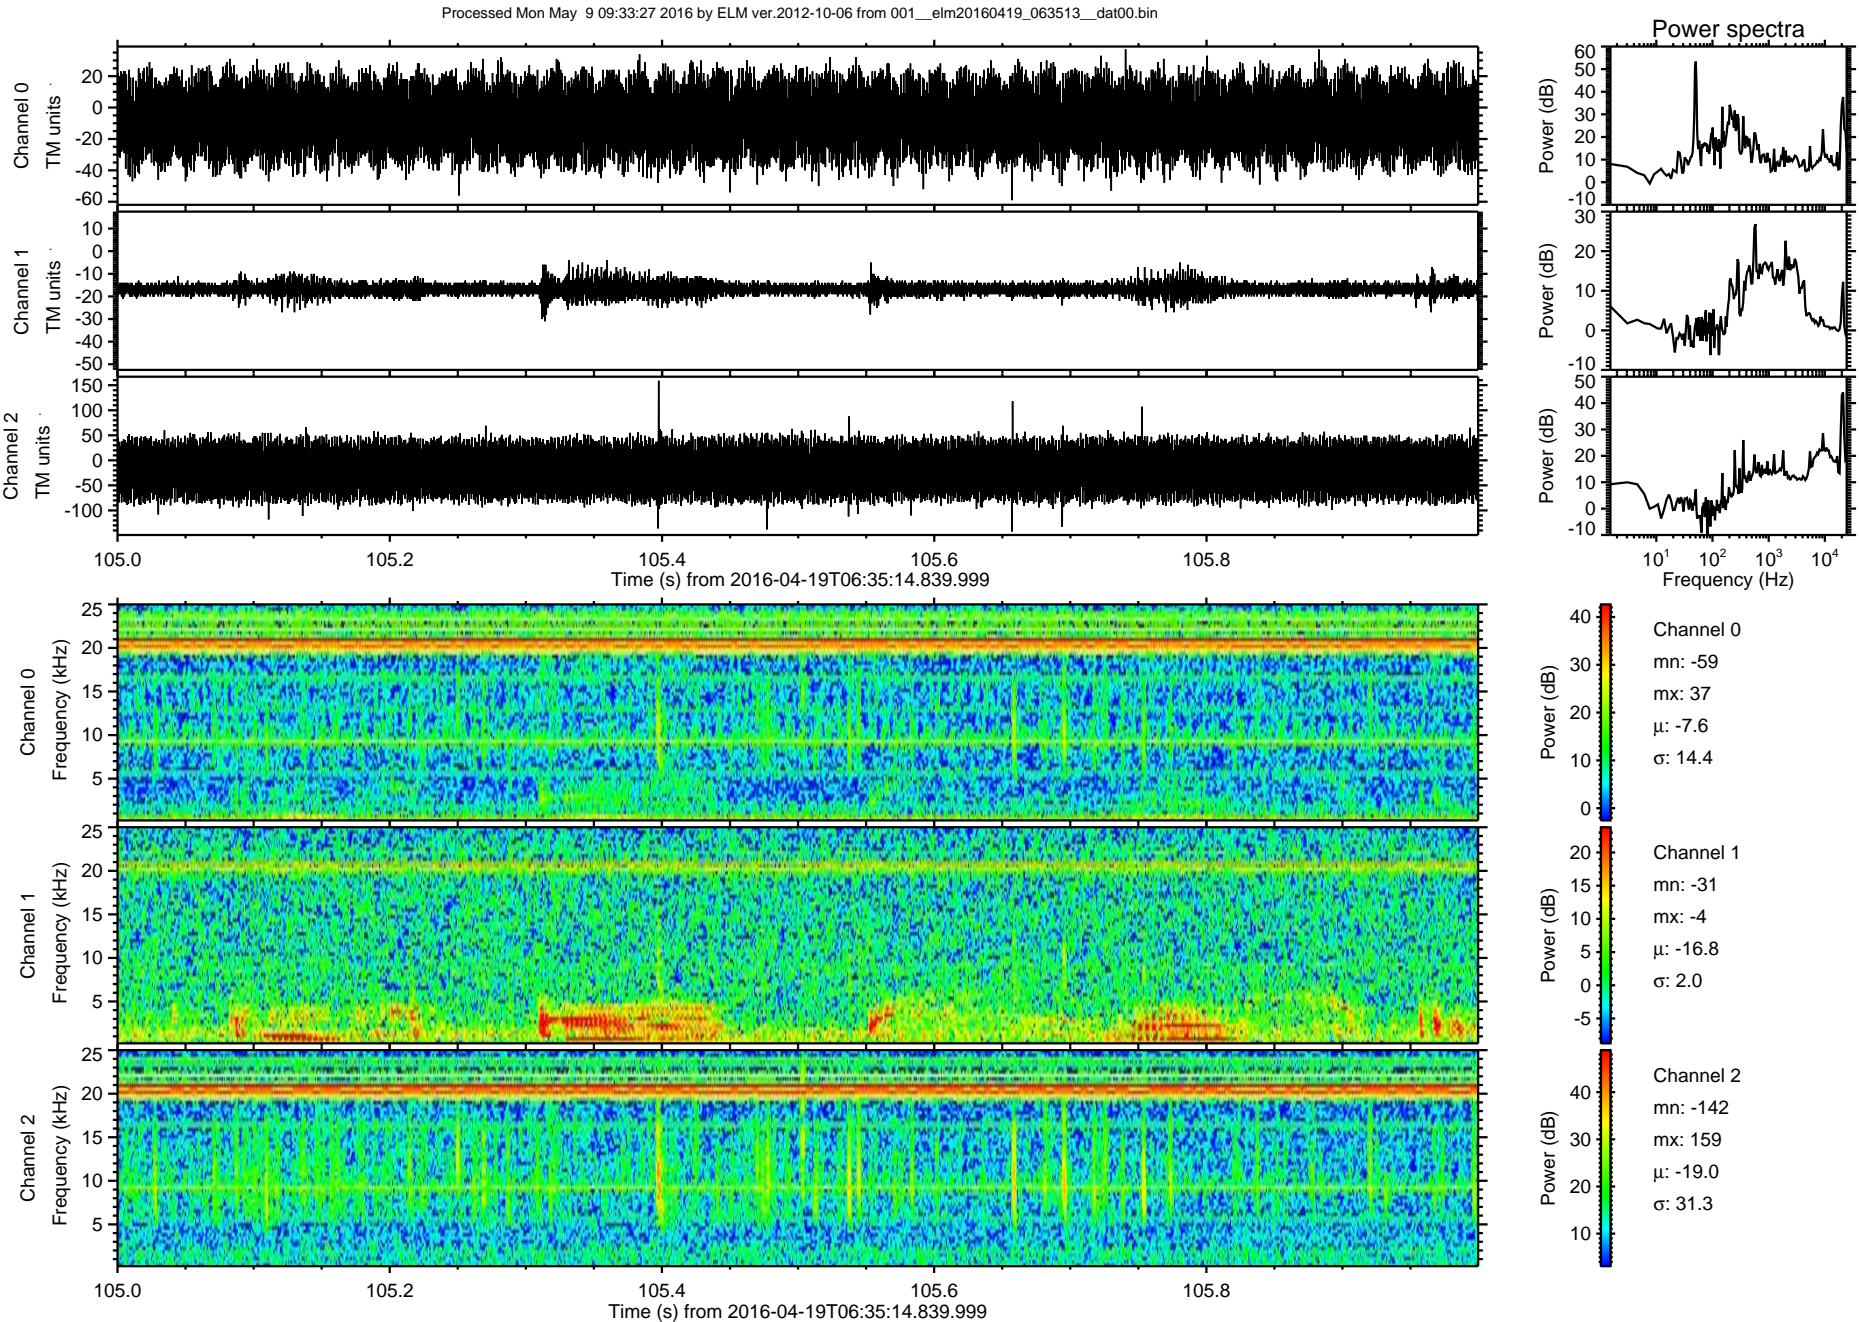 Processed Mon May  9 09:33:27 2016 by ELM ver.2012-10-06 from 001__elm20160419_063513__dat00.bin
Power spectra
Channel 0
TM units
20
0
-20
-40
-60
Power (dB)
60
50
40
30
20
10
0
-10
Channel 1
TM units
10
0
-10
-20
-30
-40
-50
Power (dB)
30
20
10
0
-10
Channel 2
TM units
150
100
50
0
-50
-100
Power (dB)
50
40
30
20
10
0
-10
105.0 105.2 105.4 105.6 105.8
Time (s) from 2016-04-19T06:35:14.839.999
10¹ 10² 10³ 10⁴
Frequency (Hz)
Channel 0
Frequency (kHz)
25
20
15
10
5
Power (dB)
40
30
20
10
0
Channel 0
mn: -59
mx: 37
µ: -7.6
σ: 14.4
Channel 1
Frequency (kHz)
25
20
15
10
5
Power (dB)
20
15
10
5
0
-5
Channel 1
mn: -31
mx: -4
µ: -16.8
σ: 2.0
Channel 2
Frequency (kHz)
25
20
15
10
5
Power (dB)
40
30
20
10
Channel 2
mn: -142
mx: 159
µ: -19.0
σ: 31.3
105.0 105.2 105.4 105.6 105.8
Time (s) from 2016-04-19T06:35:14.839.999